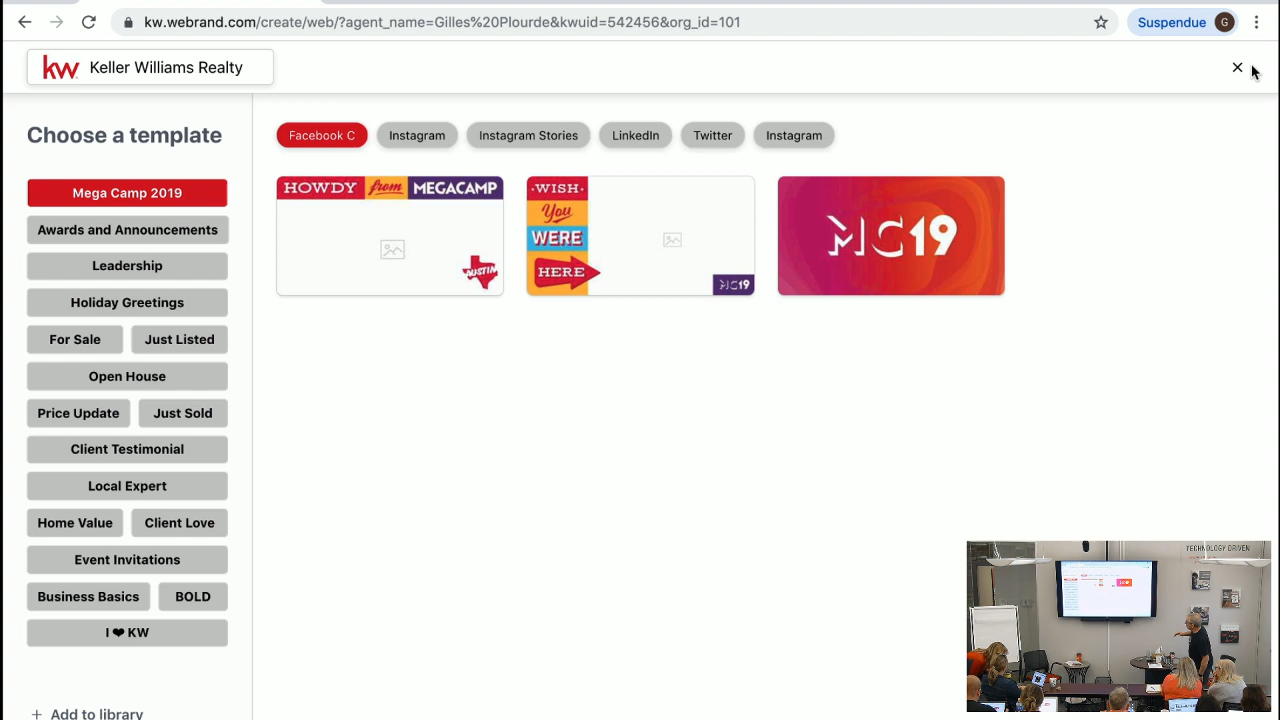 kw.webrand.com/create/web/?agent_name=Gilles%20Plourde&kwuid=542456&org_id=101
Suspendue G
kw Keller Williams Realty
Choose a template
Mega Camp 2019
Awards and Announcements
Leadership
Holiday Greetings
For Sale
Just Listed
Open House
Price Update
Just Sold
Client Testimonial
Local Expert
Home Value
Client Love
Event Invitations
Business Basics
BOLD
I ❤ KW
+ Add to library
Facebook C
Instagram
Instagram Stories
LinkedIn
Twitter
Instagram
HOWDY from MEGACAMP
AUSTIN
·WISH·
You
WERE
HERE
MC19
MC19
TECHNOLOGY DRIVEN